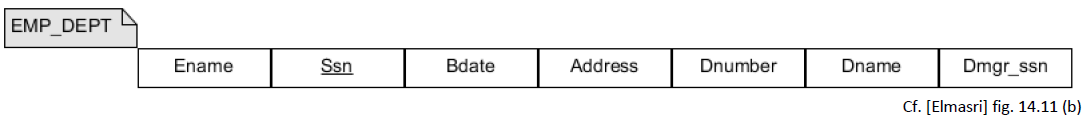 EMP_DEPT
Ename Ssn Bdate Address Dnumber Dname Dmgr_ssn
Cf. [Elmasri] fig. 14.11 (b)